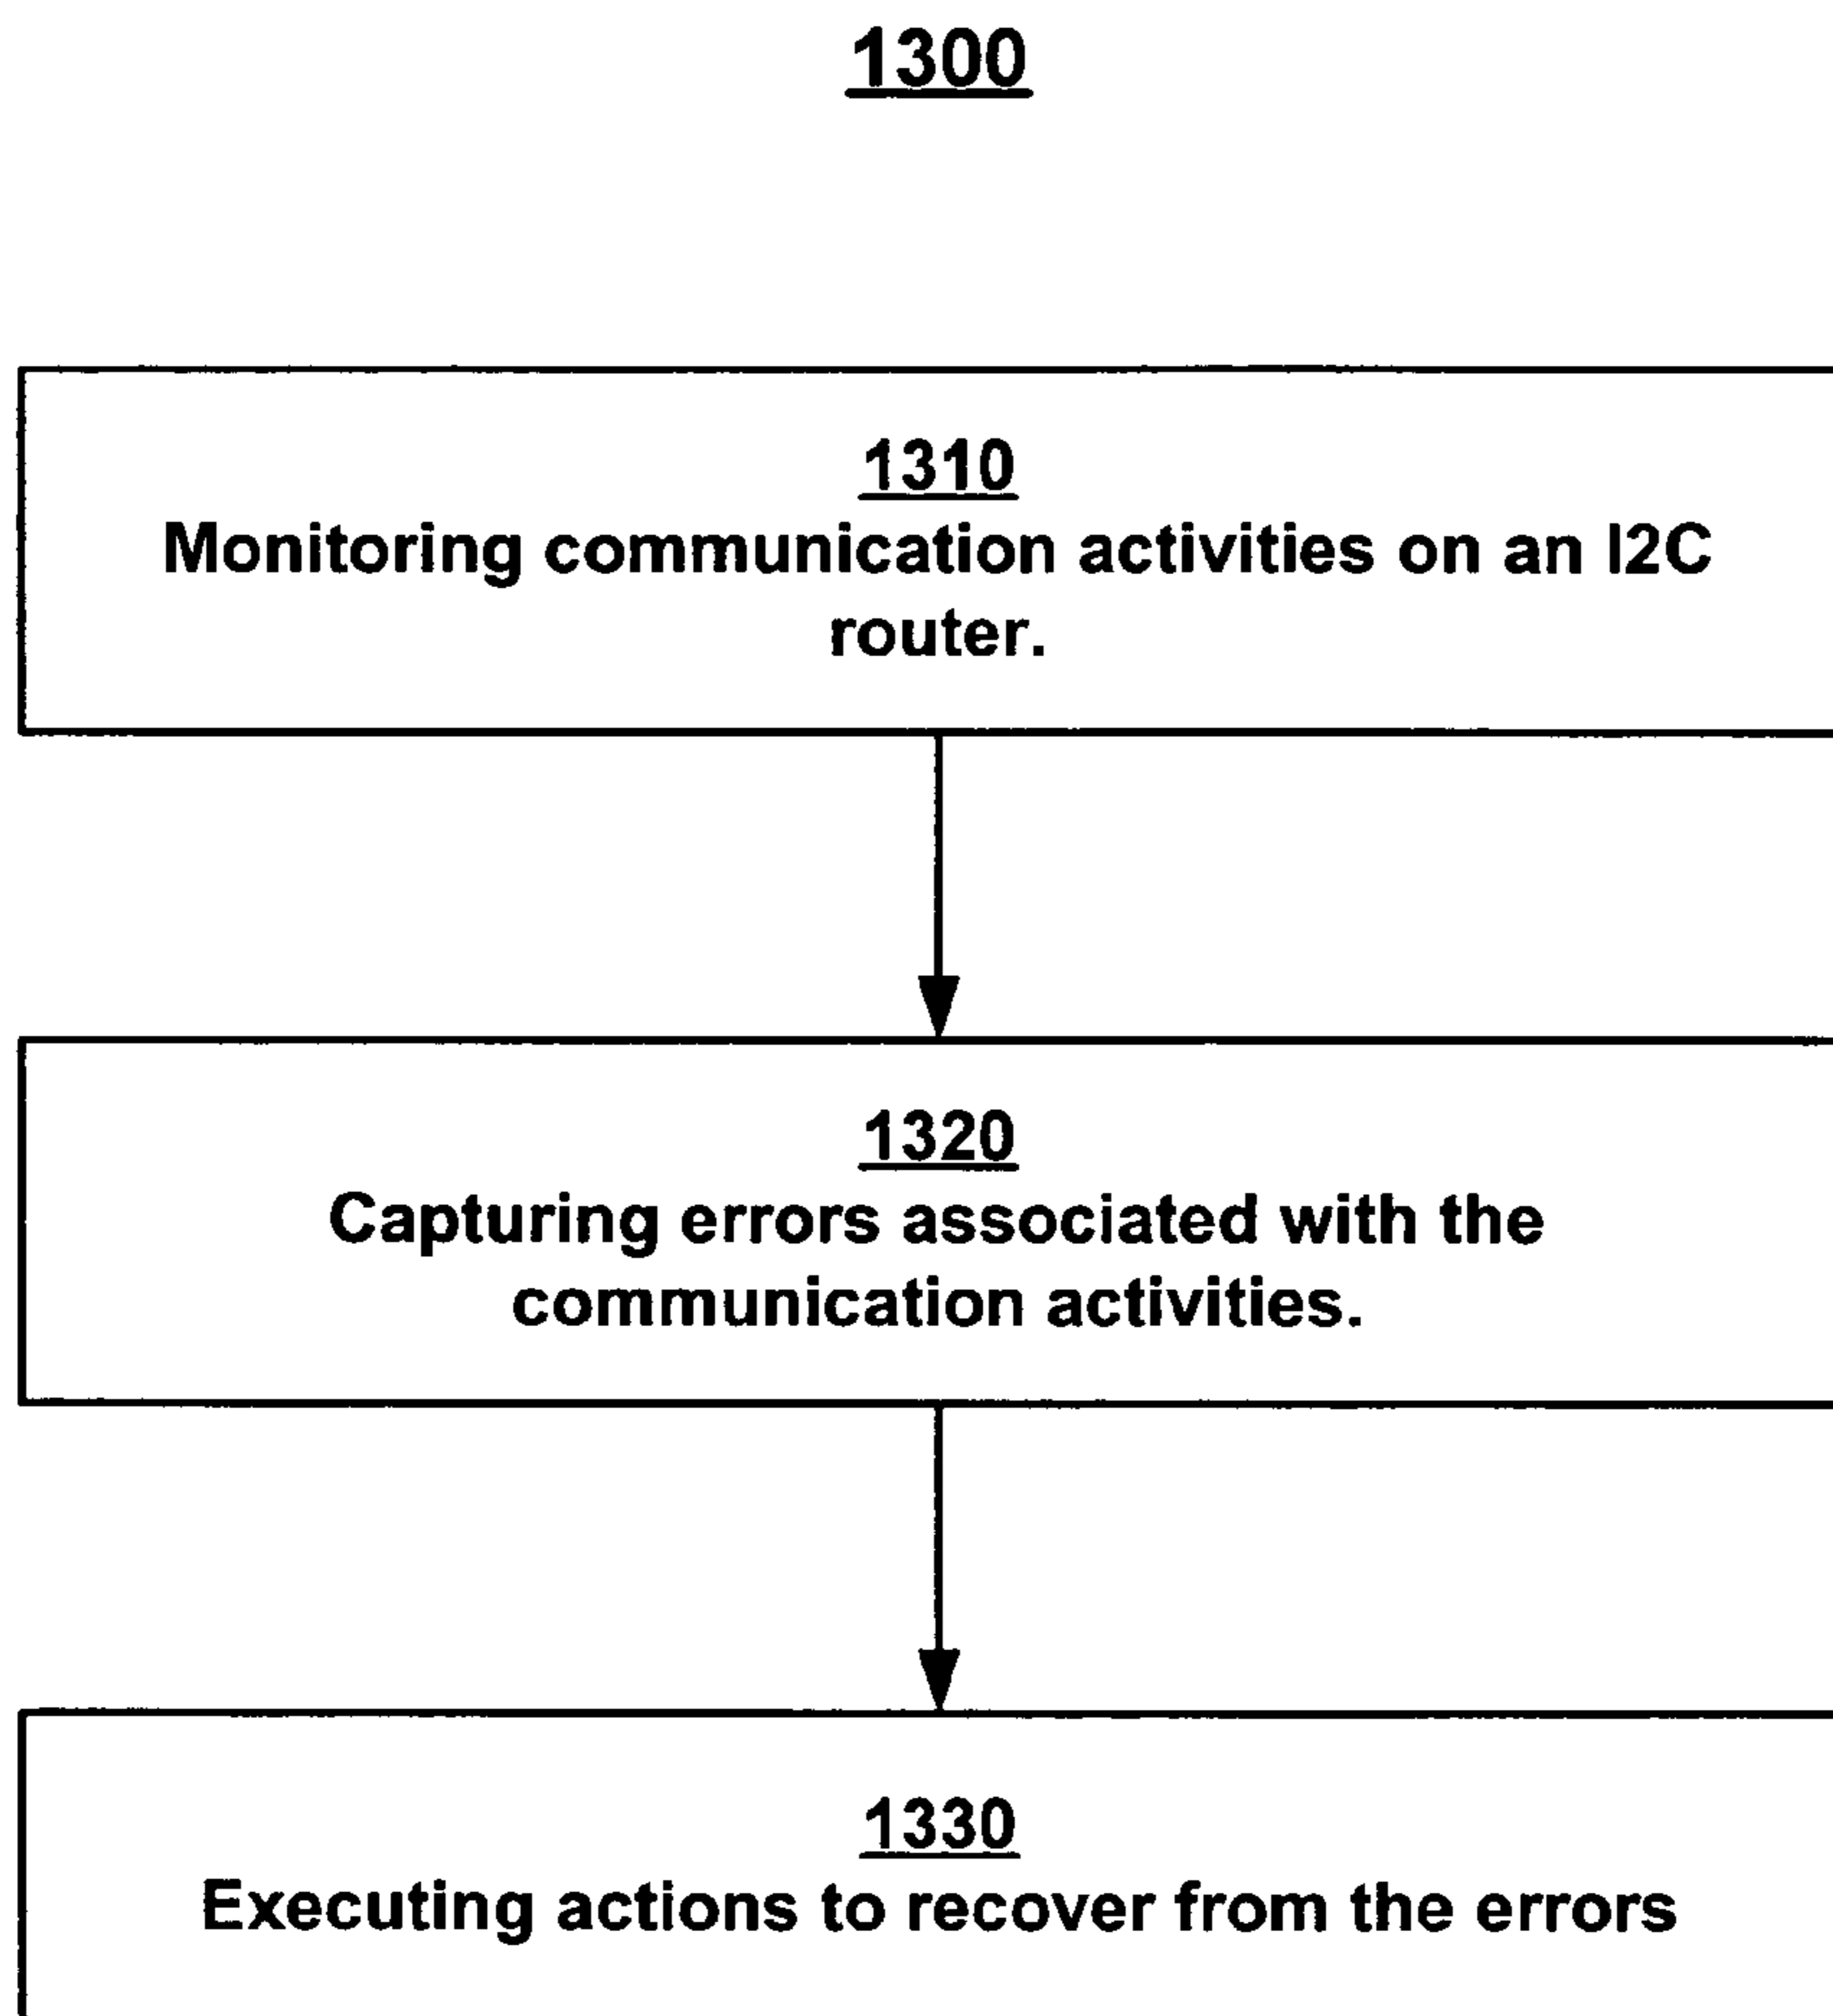 1300
1310
Monitoring communication activities on an I2C
router.
1320
Capturing errors associated with the
communication activities.
1330
Executing actions to recover from the errors